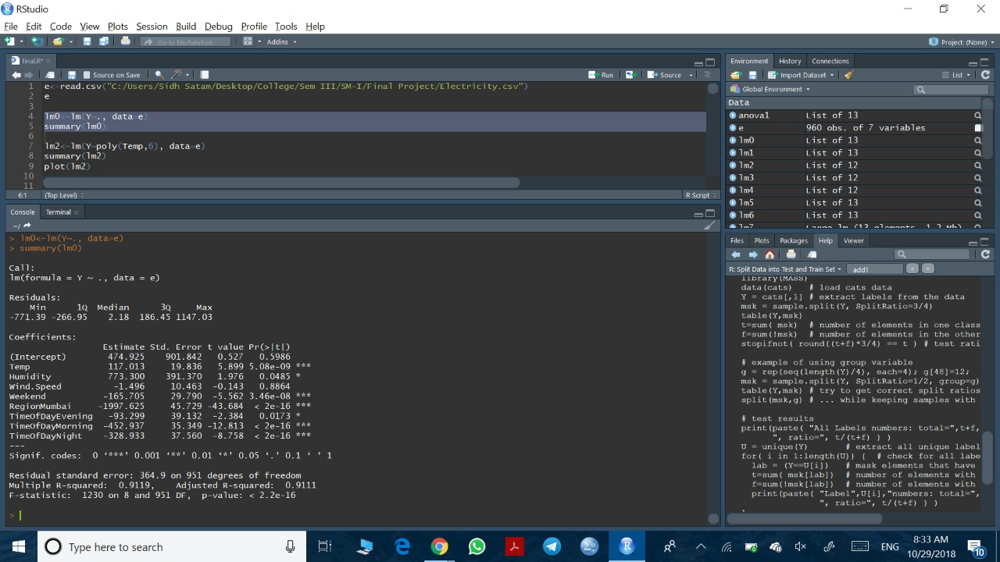 RStudio
File Edit Code View Plots Session Build Debug Profile Tools Help
Go to file/function Addins Project: (None)
final.R*
Source on Save Run Source
1 e<-read.csv("C:/Users/Sidh Satam/Desktop/College/Sem III/SM-I/Final Project/Electricity.csv")
2 e
3
4 lm0<-lm(Y~., data=e)
5 summary(lm0)
6
7 lm2<-lm(Y~poly(Temp,6), data=e)
8 summary(lm2)
9 plot(lm2)
10
11
6:1 (Top Level) R Script
Console Terminal
~/
> lm0<-lm(Y~., data=e)
> summary(lm0)
Call:
lm(formula = Y ~ ., data = e)
Residuals:
Min 1Q Median 3Q Max
-771.39 -266.95 2.18 186.45 1147.03
Coefficients:
Estimate Std. Error t value Pr(>|t|)
(Intercept) 474.925 901.842 0.527 0.5986
Temp 117.013 19.836 5.899 5.08e-09 ***
Humidity 773.300 391.370 1.976 0.0485 *
Wind.Speed -1.496 10.463 -0.143 0.8864
Weekend -165.705 29.790 -5.562 3.46e-08 ***
RegionMumbai -1997.625 45.729 -43.684 < 2e-16 ***
TimeOfDayEvening -93.299 39.132 -2.384 0.0173 *
TimeOfDayMorning -452.937 35.349 -12.813 < 2e-16 ***
TimeOfDayNight -328.933 37.560 -8.758 < 2e-16 ***
---
Signif. codes: 0 ‘***’ 0.001 ‘**’ 0.01 ‘*’ 0.05 ‘.’ 0.1 ‘ ’ 1
Residual standard error: 364.9 on 951 degrees of freedom
Multiple R-squared: 0.9119, Adjusted R-squared: 0.9111
F-statistic: 1230 on 8 and 951 DF, p-value: < 2.2e-16
>
Environment History Connections
Import Dataset List
Global Environment
Data
anova1 List of 13
e 960 obs. of 7 variables
lm0 List of 13
lm1 List of 13
lm2 List of 12
lm3 List of 12
lm4 List of 12
lm5 List of 13
lm6 List of 13
lm7 Large lm (13 elements, 1.2 Mb)
Files Plots Packages Help Viewer
R: Split Data into Test and Train Set add1
library(MASS)
data(cats) # load cats data
Y = cats[,1] # extract labels from the data
msk = sample.split(Y, SplitRatio=3/4)
table(Y,msk)
t=sum( msk) # number of elements in one class
f=sum(!msk) # number of elements in the other
stopifnot( round((t+f)*3/4) == t ) # test rati
# example of using group variable
g = rep(seq(length(Y)/4), each=4); g[48]=12;
msk = sample.split(Y, SplitRatio=1/2, group=g)
table(Y,msk) # try to get correct split ratios
split(msk,g) # ... while keeping samples with
# test results
print(paste( "All Labels numbers: total=",t+f,
", ratio=", t/(t+f) ) )
U = unique(Y) # extract all unique labe
for( i in 1:length(U)) { # check for all labe
lab = (Y==U[i]) # mask elements that have
t=sum( msk[lab]) # number of elements with
f=sum(!msk[lab]) # number of elements with
print(paste( "Label",U[i],"numbers: total=",
", ratio=", t/(t+f) ) )
Type here to search
ENG
8:33 AM
10/29/2018
10